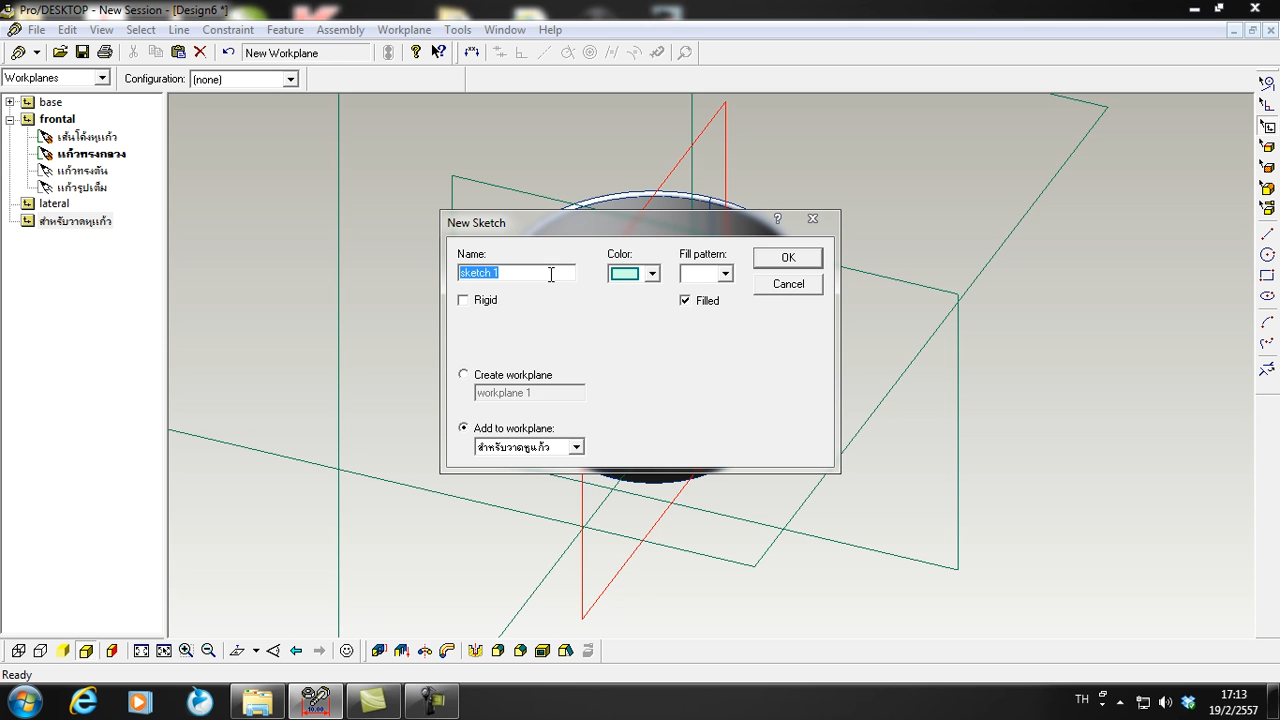 Pro/DESKTOP - New Session - [Design6 *]
File Edit View Select Line Constraint Feature Assembly Workplane Tools Window Help
New Workplane
Workplanes Configuration: (none)
base
frontal
เส้นโค้งหูแก้ว
แก้วทรงกลวง
แก้วทรงตัน
แก้วรูปเต็ม
lateral
สำหรับวาดหูแก้ว
New Sketch
Name: Color: Fill pattern: OK
sketch 1
Cancel
Rigid Filled
Create workplane
workplane 1
Add to workplane:
สำหรับวาดหูแก้ว
Ready
10.00
TH 17:13
19/2/2557